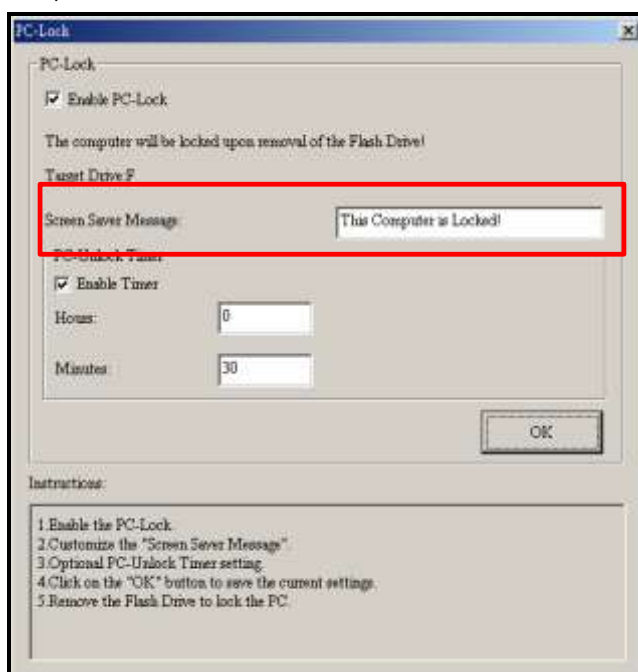 PC-Lock
PC-Lock
Enable PC-Lock
The computer will be locked upon removal of the Flash Drive!
Target Drive:F
Screen Saver Message: This Computer is Locked!
PC-Unlock Timer
Enable Timer
Hours: 0
Minutes: 30
OK
Instructions:
1.Enable the PC-Lock.
2.Customize the "Screen Saver Message".
3.Optional PC-Unlock Timer setting.
4.Click on the "OK" button to save the current settings.
5.Remove the Flash Drive to lock the PC.